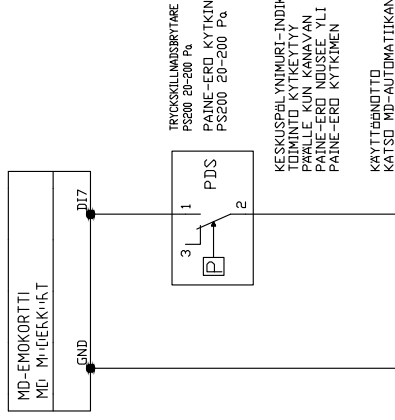 MD-EMOKORTTI
MD
GND
DI7
1
3
2
P
PDS
TRYCKSKILLNADSBRYTARE
PS200 20-200 Pa
PAINE-ERO KYTKIN
PS200 20-200 Pa
KESKUSPÖLYNIMURI-INDIK
TOIMINTO KYTKEYTYY
PÄÄLLE KUN KANAVAN
PAINE-ERO NOUSEE YLI
PAINE-ERO KYTKIMEN
KÄYTTÖÖNOTTO
KATSO MD-AUTOMATIIKAN